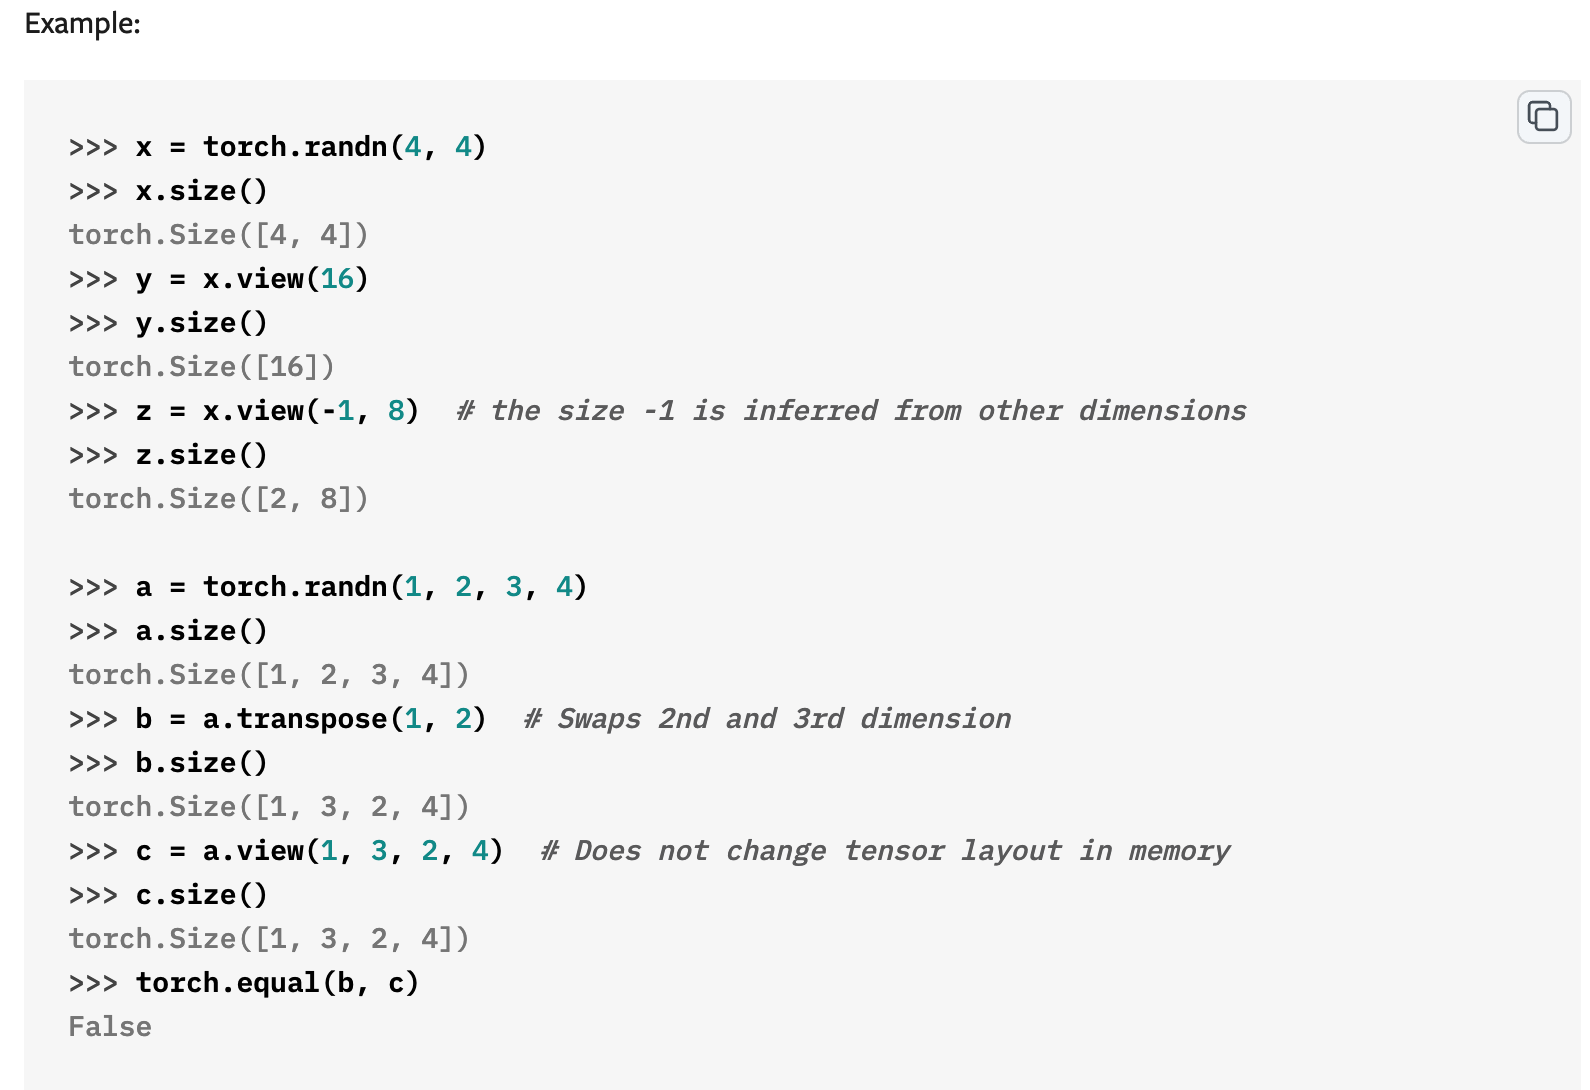 Example:
>>> x = torch.randn(4, 4)
>>> x.size()
torch.Size([4, 4])
>>> y = x.view(16)
>>> y.size()
torch.Size([16])
>>> z = x.view(-1, 8)  # the size -1 is inferred from other dimensions
>>> z.size()
torch.Size([2, 8])

>>> a = torch.randn(1, 2, 3, 4)
>>> a.size()
torch.Size([1, 2, 3, 4])
>>> b = a.transpose(1, 2)  # Swaps 2nd and 3rd dimension
>>> b.size()
torch.Size([1, 3, 2, 4])
>>> c = a.view(1, 3, 2, 4)  # Does not change tensor layout in memory
>>> c.size()
torch.Size([1, 3, 2, 4])
>>> torch.equal(b, c)
False